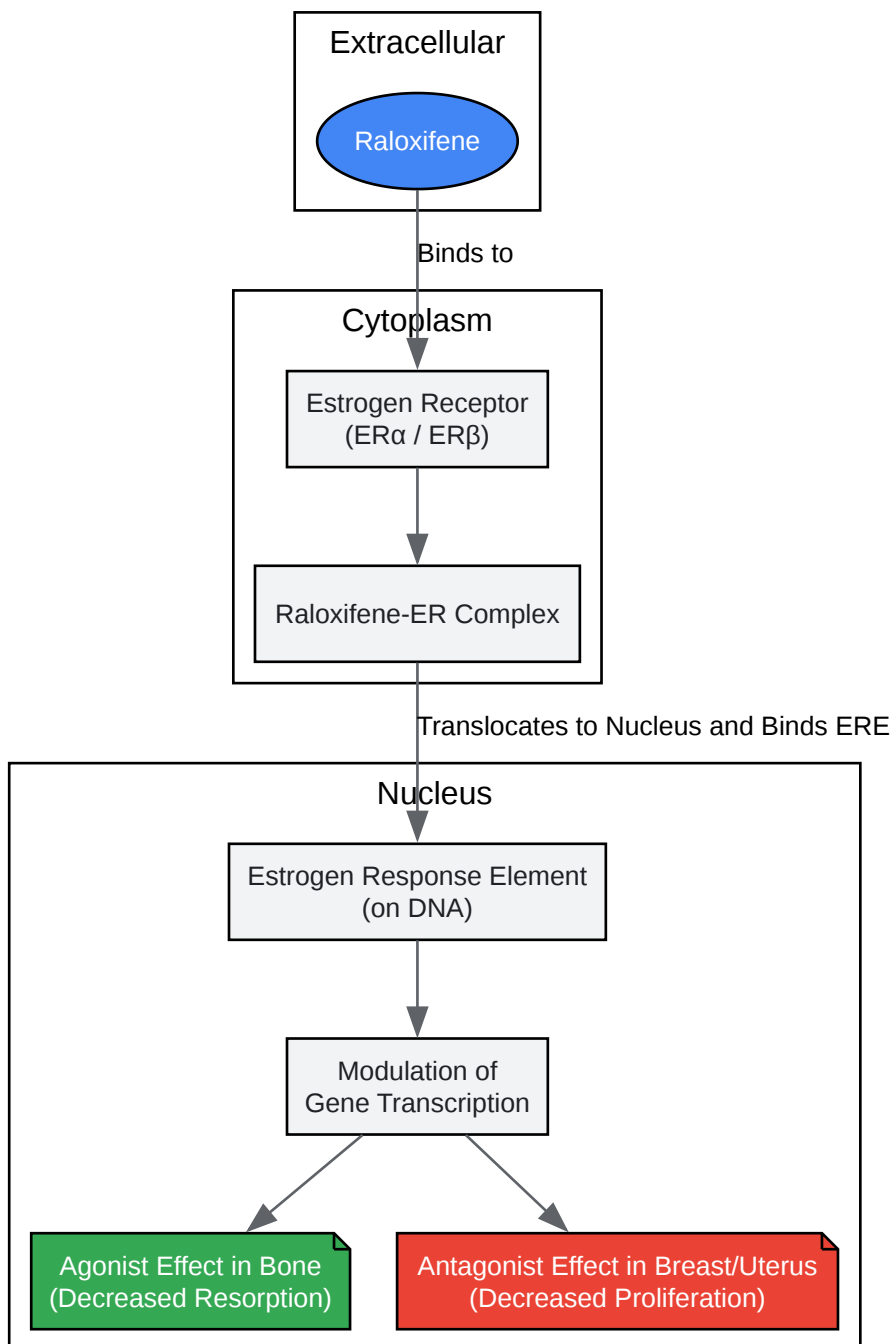 Extracellular
Raloxifene
Binds to
Cytoplasm
Estrogen Receptor
(ERα / ERβ)
Raloxifene-ER Complex
Translocates to Nucleus and Binds ERE
Nucleus
Estrogen Response Element
(on DNA)
Modulation of
Gene Transcription
Agonist Effect in Bone
(Decreased Resorption)
Antagonist Effect in Breast/Uterus
(Decreased Proliferation)